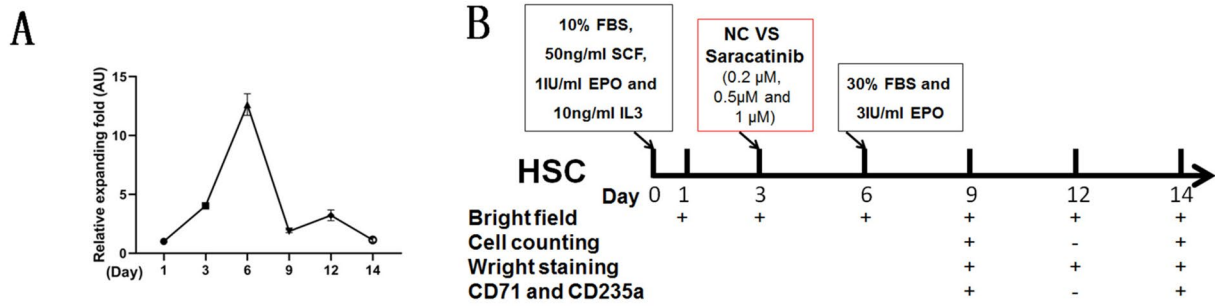 A
Relative expanding fold (AU)
15
10
5
0
(Day) 1 3 6 9 12 14
B
10% FBS,
50ng/ml SCF,
1IU/ml EPO and
10ng/ml IL3
NC VS
Saracatinib
(0.2 µM,
0.5µM and
1 µM)
30% FBS and
3IU/ml EPO
HSC
Day 0 1 3 6 9 12 14
Bright field + + + + + +
Cell counting + - +
Wright staining + + +
CD71 and CD235a + - +